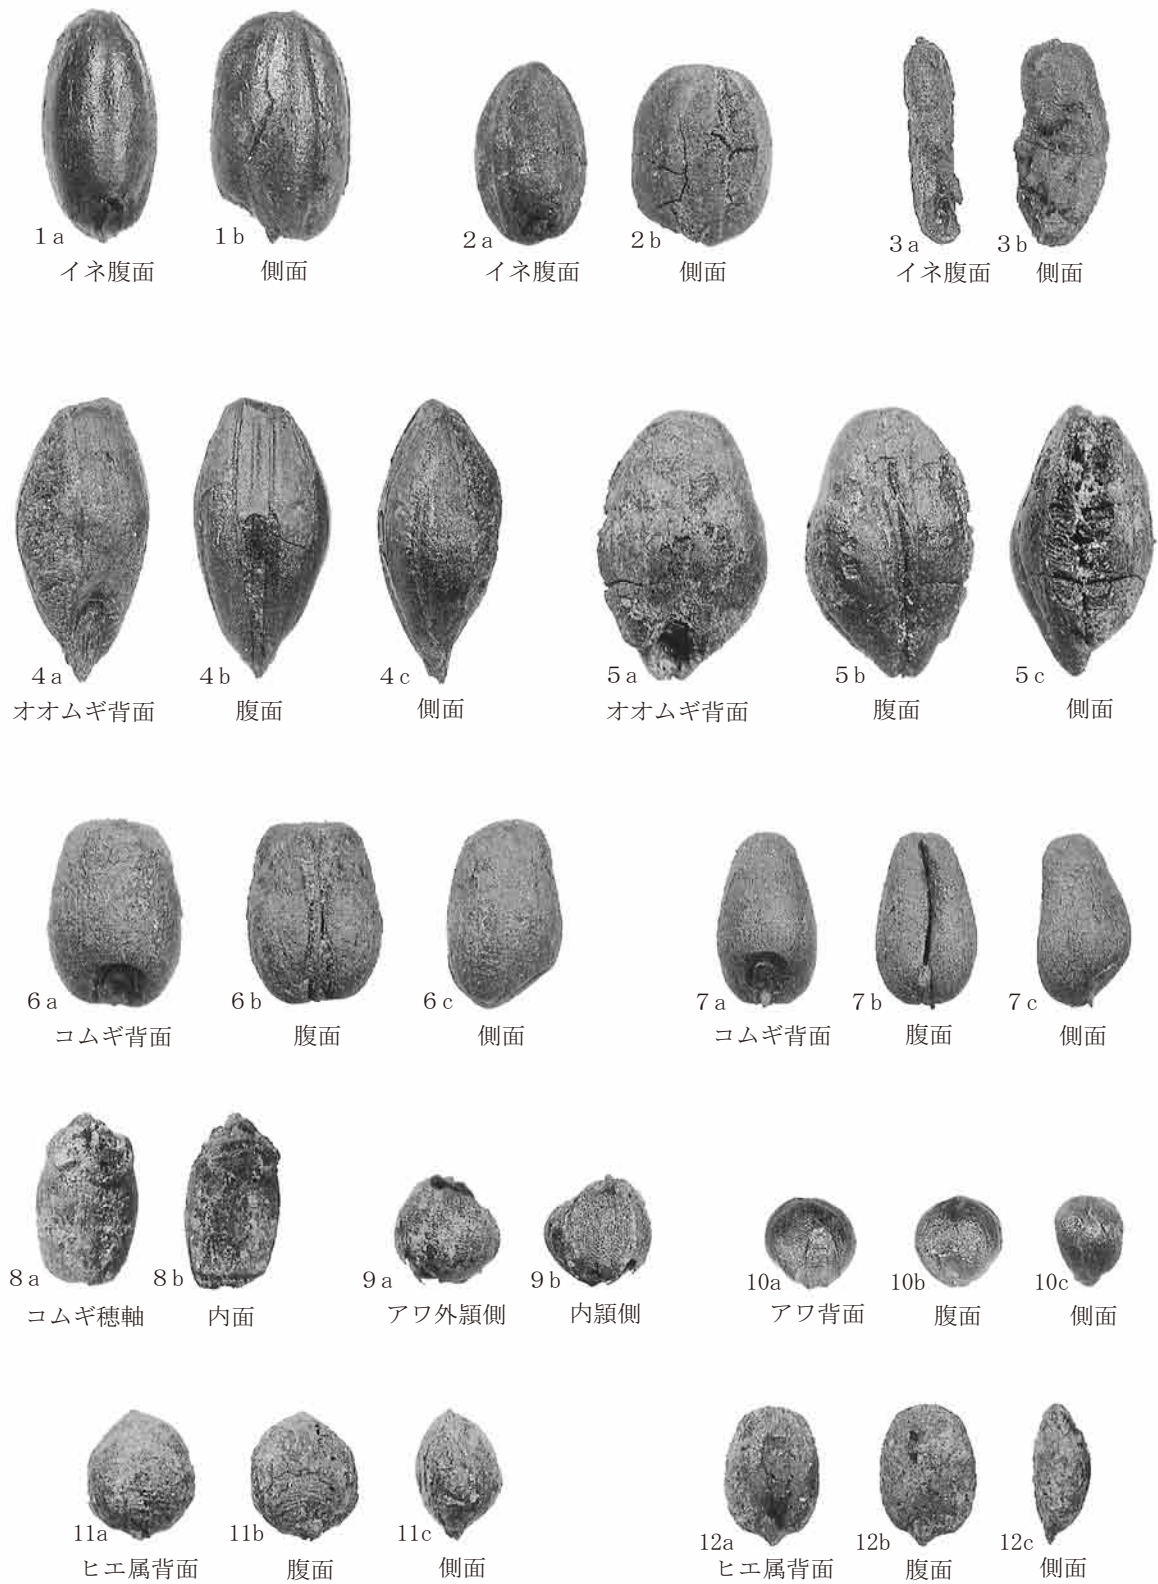 1a 1b 2a 2b 3a 3b
イネ腹面 側面 イネ腹面 側面 イネ腹面 側面
4a 4b 4c 5a 5b 5c
オオムギ背面 腹面 側面 オオムギ背面 腹面 側面
6a 6b 6c 7a 7b 7c
コムギ背面 腹面 側面 コムギ背面 腹面 側面
8a 8b 9a 9b 10a 10b 10c
コムギ穂軸 内面 アワ外頴側 内頴側 アワ背面 腹面 側面
11a 11b 11c 12a 12b 12c
ヒエ属背面 腹面 側面 ヒエ属背面 腹面 側面